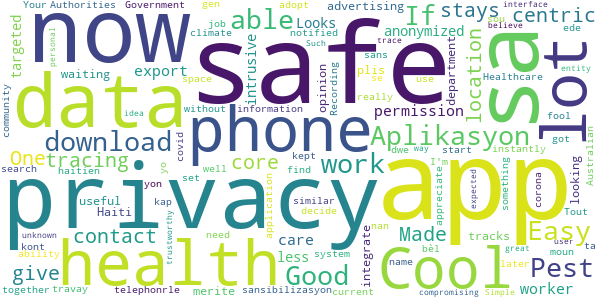 Your Authorities Government gen adopt interface
targeted now climate job Looks notified advertising able If stays centric you believe
personal safe anonymized Such trace
waiting export space intrusive opinion Recording sans plis se department use location sa lot ede Healthcare entity
data without information really permission fool
community download phone Aplikasyon got instantly
One tracing covid kept core work dwe way start Australian
search haitien yo idea I'm something looking
privacy app
unknown yon set well find similar decide application trustworthy expected appreciate corona Tout
useful Haiti kap need care integrate nan Made tracks bèl great Easy
contact health less system name moun user ta
give Good Cool later Pest
ability kont merite current compromising Simple worker
together travay telephonrle sansibilizasyon